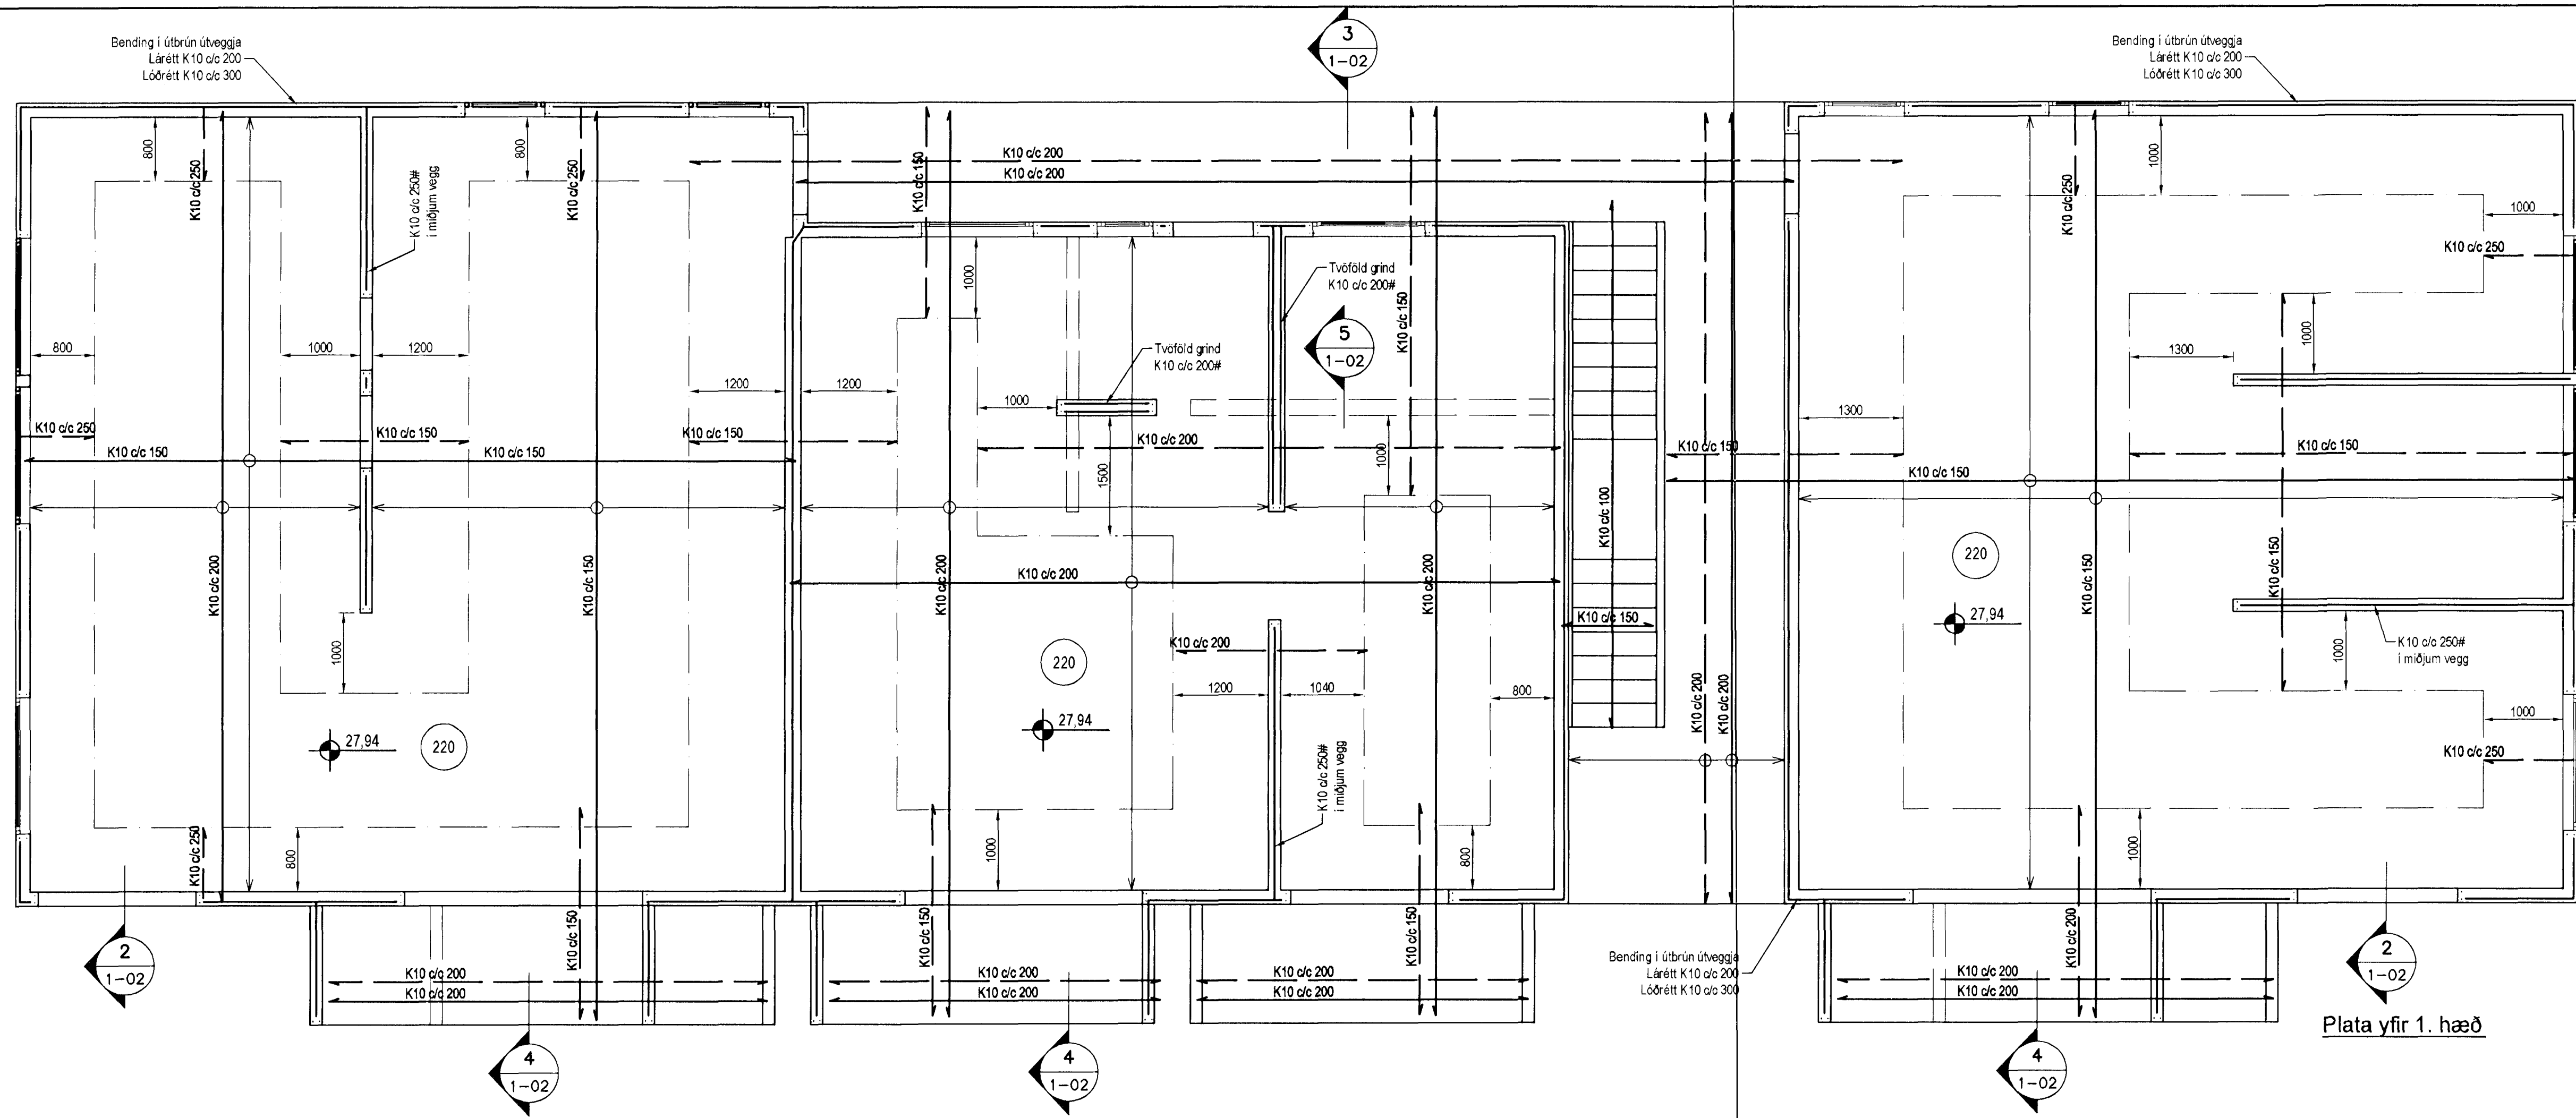 3
1-02
Bending í útbrún útveggja
Lárétt K10 c/c 200
Lóðrétt K10 c/c 300
Bending í útbrún útveggja
Lárétt K10 c/c 200
Lóðrétt K10 c/c 300
800
K10 c/c 250
K10 c/c 250#
í miðjum vegg
800
K10 c/c 250
K10 c/c 150
K10 c/c 200
K10 c/c 200
1000
K10 c/c 250
1000
K10 c/c 250
1000
Tvöföld grind
K10 c/c 200#
K10 c/c 150
5
1-02
Tvöföld grind
K10 c/c 200#
800
1000
1200
1200
1200
1000
1000
1300
1000
1300
K10 c/c 250
K10 c/c 150
K10 c/c 150
K10 c/c 200
K10 c/c 150
K10 c/c 150
K10 c/c 150
K10 c/c 150
K10 c/c 150
1500
1000
K10 c/c 100
K10 c/c 200
K10 c/c 150
K10 c/c 200
K10 c/c 200
K10 c/c 200
K10 c/c 150
K10 c/c 150
220
27,94
K10 c/c 150
K10 c/c 200
1000
220
1200
1040
800
27,94
27,94
220
K10 c/c 250#
í miðjum vegg
K10 c/c 200
K10 c/c 200
K10 c/c 250#
í miðjum vegg
1000
1000
K10 c/c 250
K10 c/c 250
800
1000
800
1000
K10 c/c 150
K10 c/c 150
K10 c/c 150
K10 c/c 200
2
1-02
K10 c/c 200
K10 c/c 200
K10 c/c 200
K10 c/c 200
K10 c/c 200
K10 c/c 200
Bending í útbrún útveggja
Lárétt K10 c/c 200
Lóðrétt K10 c/c 300
K10 c/c 200
K10 c/c 200
2
1-02
Plata yfir 1. hæð
4
1-02
4
1-02
4
1-02